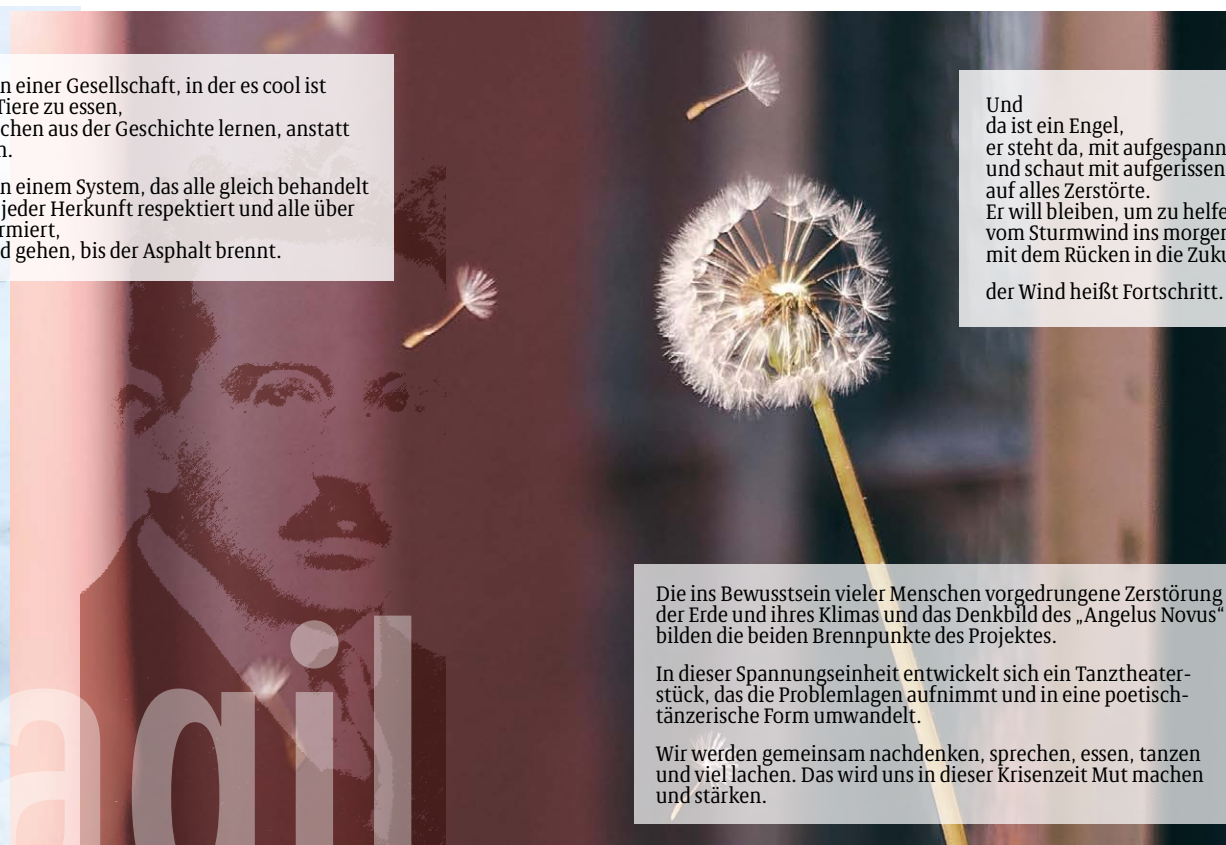 n einer Gesellschaft, in der es cool ist
Tiere zu essen,
chen aus der Geschichte lernen, anstatt
n.
n einem System, das alle gleich behandelt
jeder Herkunft respektiert und alle über
rmiert,
d gehen, bis der Asphalt brennt.
Und
da ist ein Engel,
er steht da, mit aufgespann
und schaut mit aufgerissen
auf alles Zerstörte.
Er will bleiben, um zu helfe
vom Sturmwind ins morgen
mit dem Rücken in die Zuku
der Wind heißt Fortschritt.
Die ins Bewusstsein vieler Menschen vorgedrungene Zerstörung
der Erde und ihres Klimas und das Denkbild des „Angelus Novus“
bilden die beiden Brennpunkte des Projektes.
In dieser Spannungseinheit entwickelt sich ein Tanztheater-
stück, das die Problemlagen aufnimmt und in eine poetisch-
tänzerische Form umwandelt.
Wir werden gemeinsam nachdenken, sprechen, essen, tanzen
und viel lachen. Das wird uns in dieser Krisenzeit Mut machen
und stärken.
agil